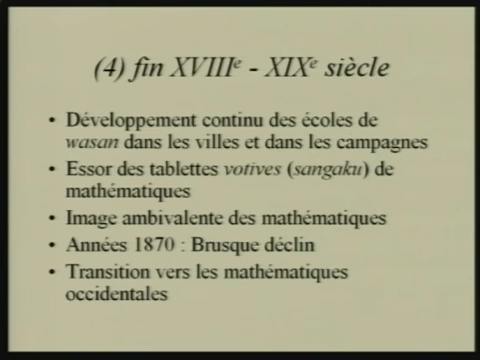 (4) fin XVIIIe - XIXe siècle
• Développement continu des écoles de
wasan dans les villes et dans les campagnes
• Essor des tablettes votives (sangaku) de
mathématiques
• Image ambivalente des mathématiques
• Années 1870 : Brusque déclin
• Transition vers les mathématiques
occidentales